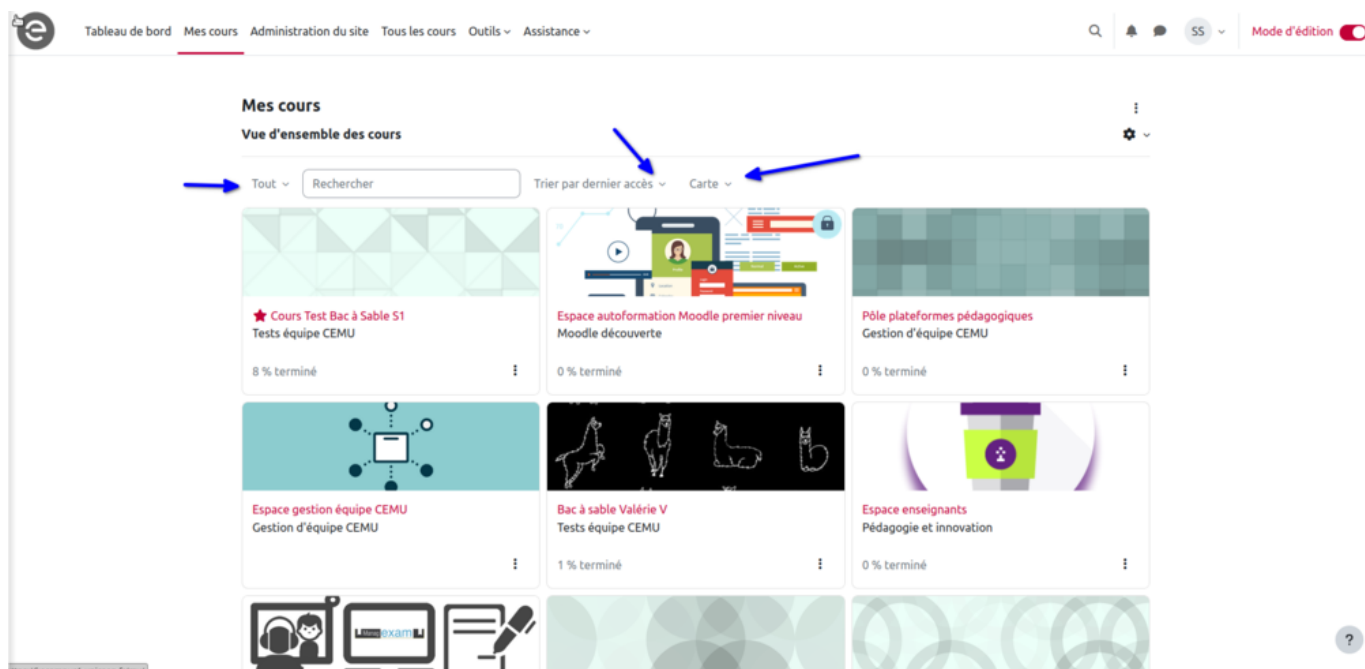 Tableau de bord Mes cours Administration du site Tous les cours Outils Assistance SS Mode d'édition
Mes cours
Vue d'ensemble des cours
Tout Rechercher Trier par dernier accès Carte
Cours Test Bac à Sable S1
Tests équipe CEMU
8 % terminé
Espace autoformation Moodle premier niveau
Moodle découverte
0 % terminé
Pôle plateformes pédagogiques
Gestion d'équipe CEMU
0 % terminé
Espace gestion équipe CEMU
Gestion d'équipe CEMU
Bac à sable Valérie V
Tests équipe CEMU
1 % terminé
Espace enseignants
Pédagogie et innovation
0 % terminé
exam
?